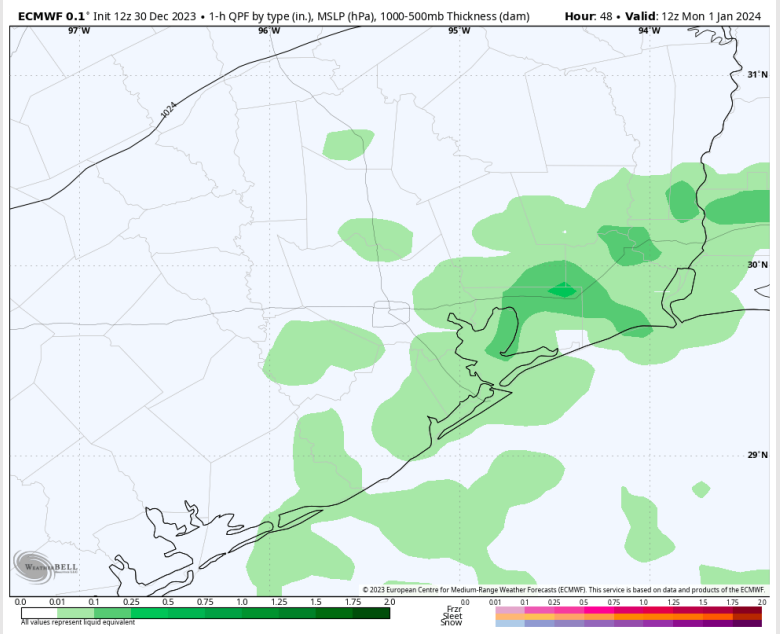 ECMWF 0.1° Init 12z 30 Dec 2023 • 1-h QPF by type (in.), MSLP (hPa), 1000-500mb Thickness (dam) Hour: 48 • Valid: 12z Mon 1 Jan 2024
97°W 96°W 95°W 94°W
31°N
1024
30°N
29°N
WEATHERBELL
© 2023 European Centre for Medium-Range Weather Forecasts (ECMWF). This service is based on data and products of the ECMWF.
0.0 0.01 0.1 0.25 0.5 0.75 1.0 1.25 1.5 1.75 2.0
All values represent liquid equivalent
0.0 0.01 0.1 0.25 0.5 0.75 1.0 1.25 1.5 1.75 2.0
Frzr
Sleet
Snow